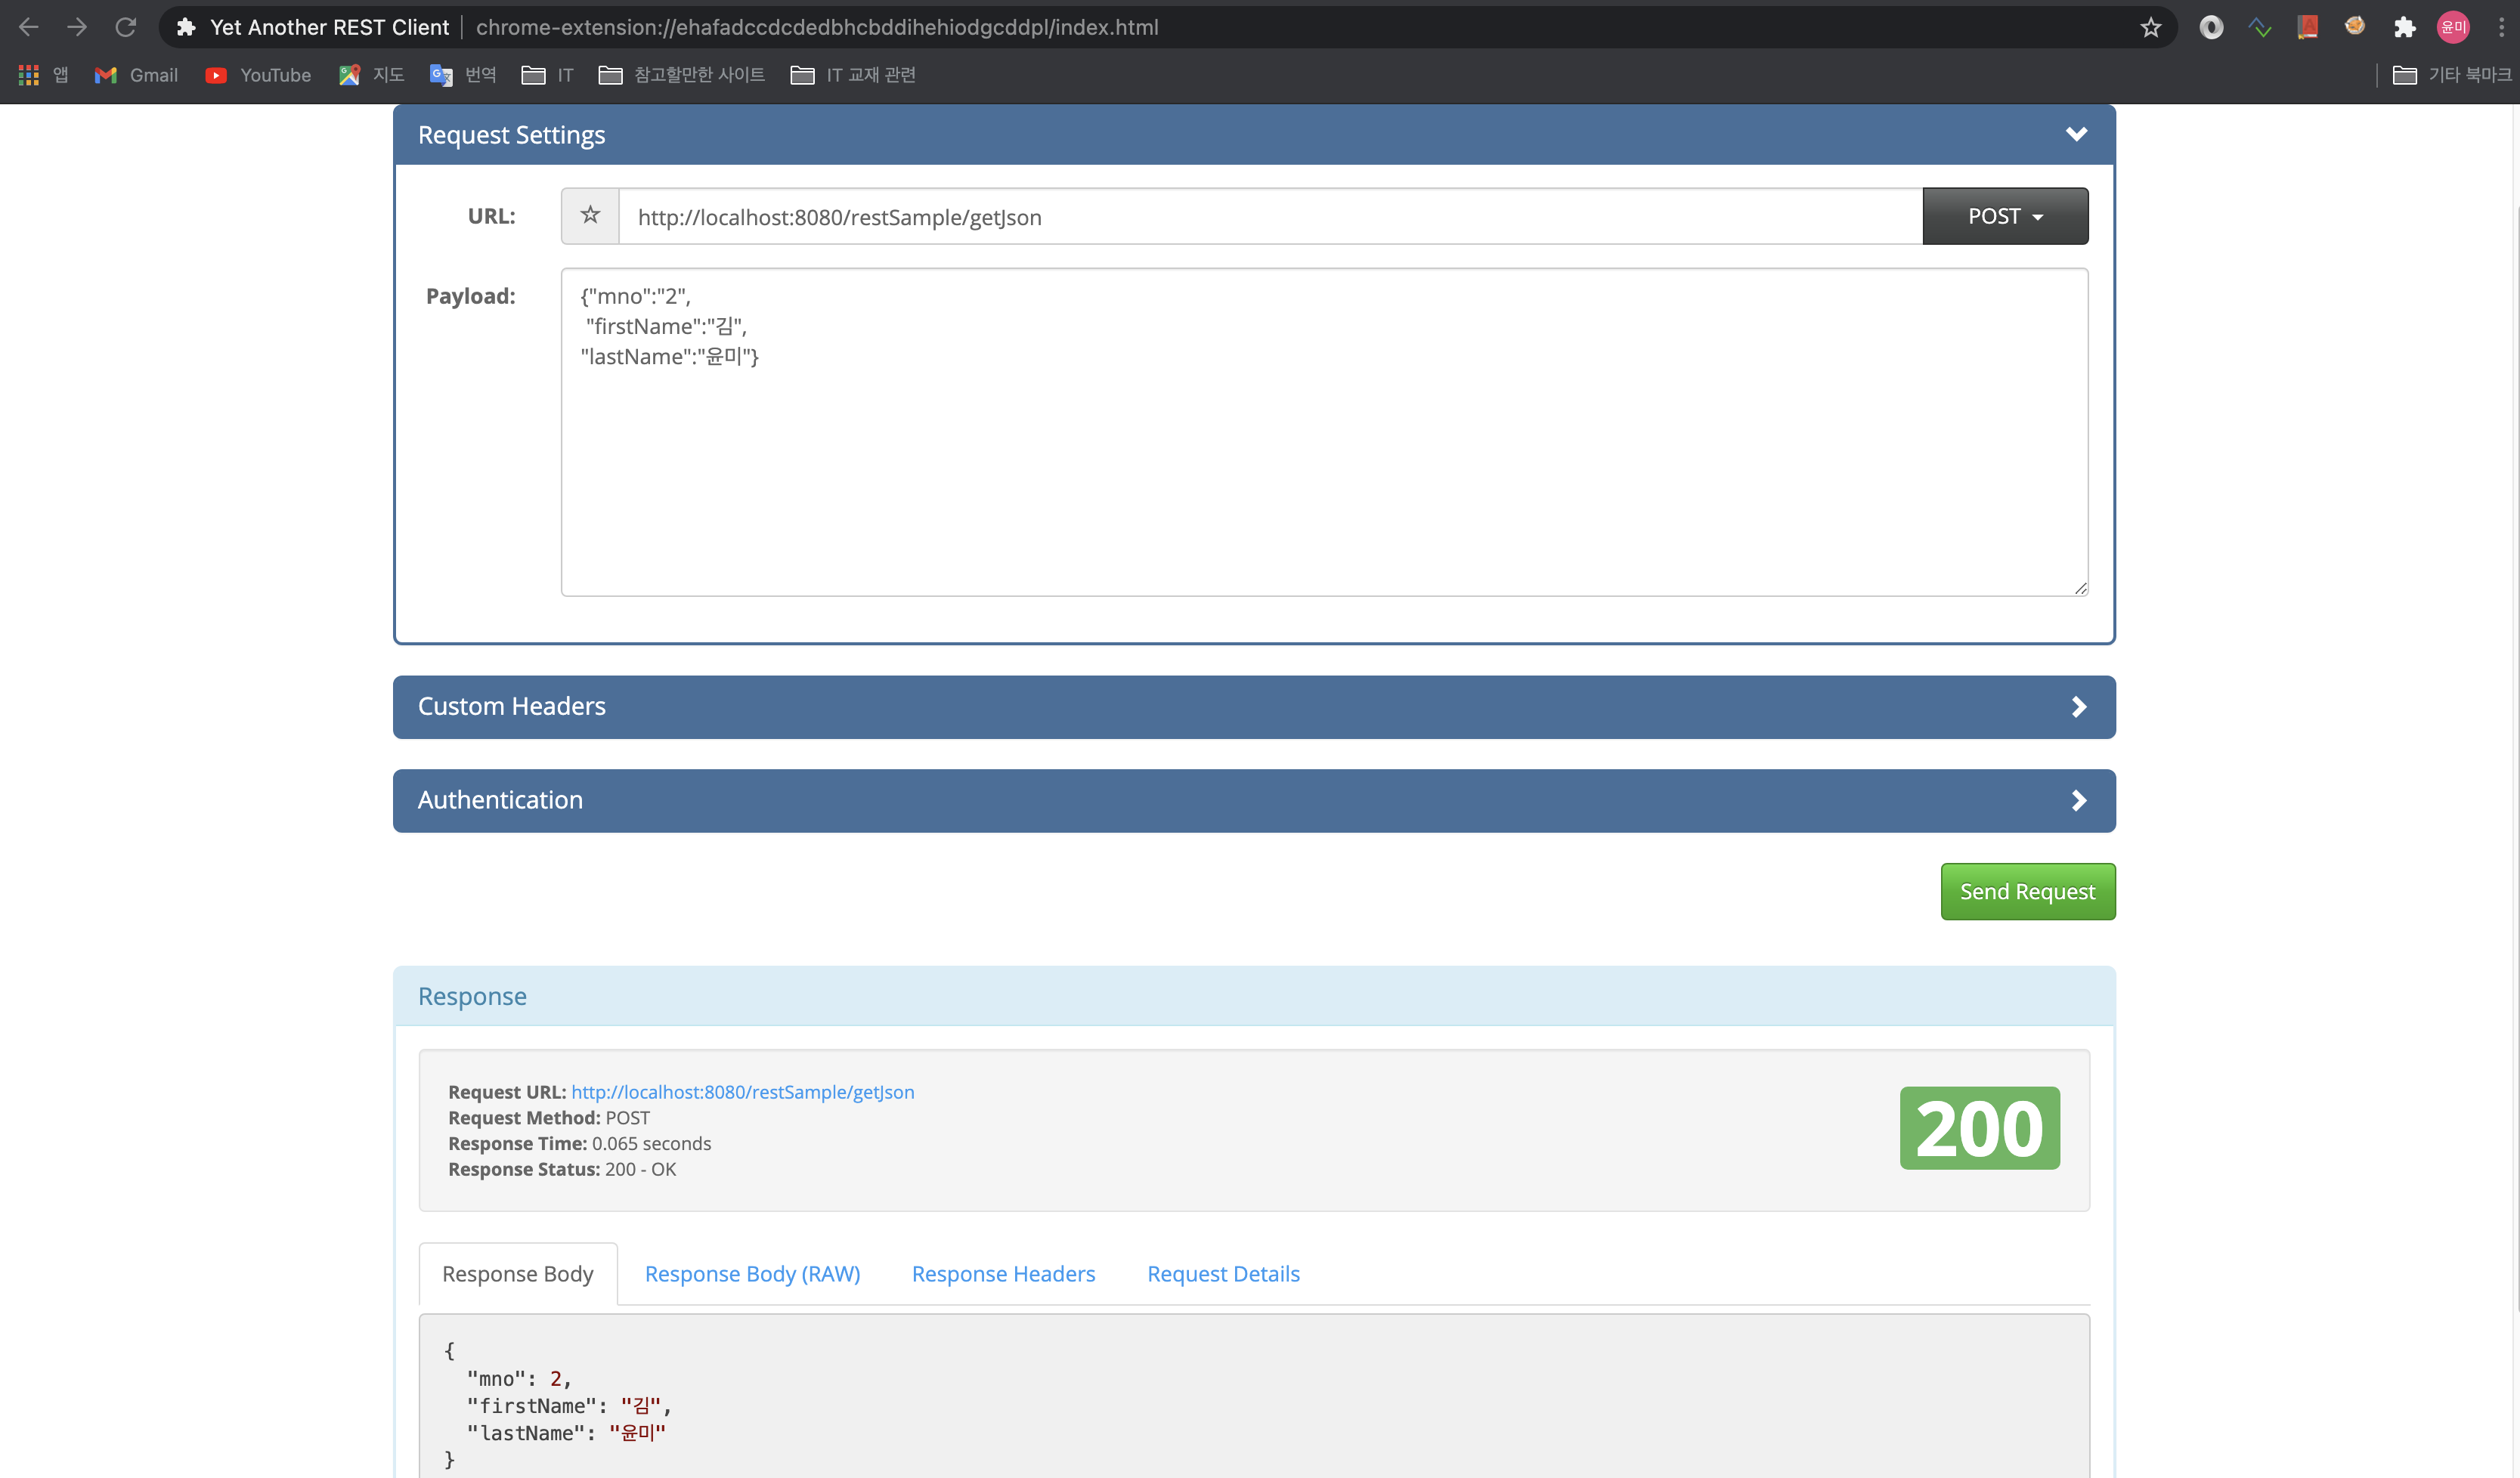 Yet Another REST Client chrome-extension://ehafadccdcdedbhcbddihehiodgcddpl/index.html 윤미
앱 Gmail YouTube 지도 번역 IT 참고할만한 사이트 IT 교재 관련 기타 북마크
Request Settings
URL: http://localhost:8080/restSample/getJson POST
Payload: {"mno":"2",
"firstName":"김",
"lastName":"윤미"}
Custom Headers
Authentication
Send Request
Response
Request URL: http://localhost:8080/restSample/getJson
Request Method: POST
Response Time: 0.065 seconds
Response Status: 200 - OK
200
Response Body Response Body (RAW) Response Headers Request Details
{
"mno": 2,
"firstName": "김",
"lastName": "윤미"
}